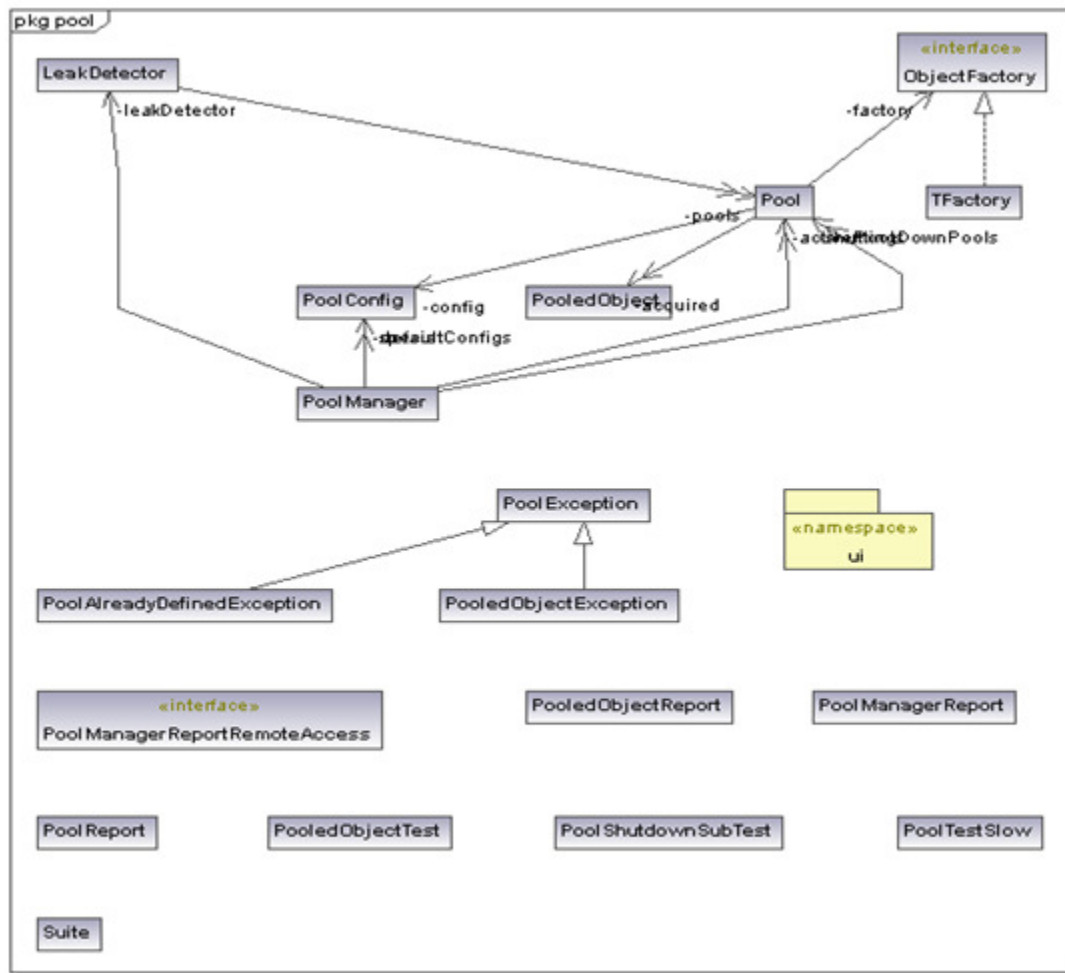 pkg pool
«interface»
LeakDetector
ObjectFactory
-leakDetector
-factory
Pool
TFactory
-pools
PoolConfig
PooledObject
-config
-acquired
PoolManager
PoolException
«namespace»
ui
PoolAlreadyDefinedException
PooledObjectException
«interface»
PoolManagerReportRemoteAccess
PooledObjectReport
PoolManagerReport
PoolReport
PooledObjectTest
PoolShutdownSubTest
PoolTestSlow
Suite